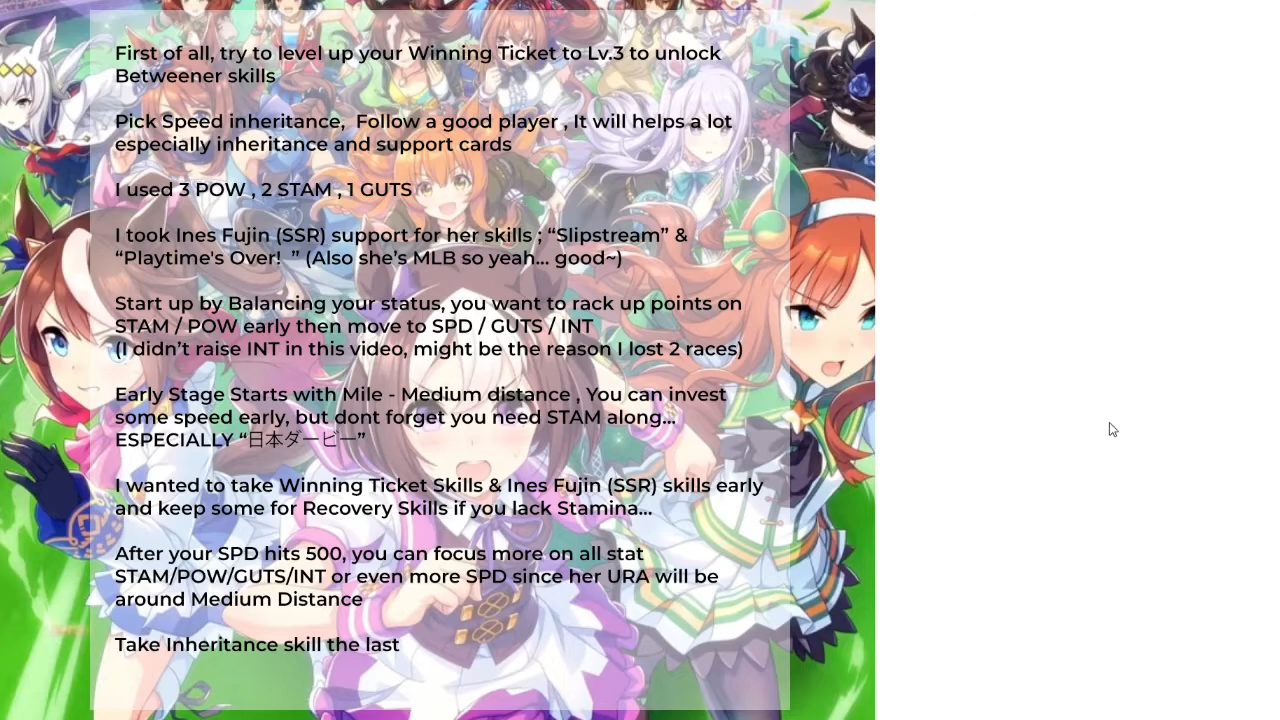 First of all, try to level up your Winning Ticket to Lv.3 to unlock
Betweener skills
Pick Speed inheritance,  Follow a good player , It will helps a lot
especially inheritance and support cards
I used 3 POW , 2 STAM , 1 GUTS
I took Ines Fujin (SSR) support for her skills ; “Slipstream” &
“Playtime's Over!  ” (Also she’s MLB so yeah... good~)
Start up by Balancing your status, you want to rack up points on
STAM / POW early then move to SPD / GUTS / INT
(I didn’t raise INT in this video, might be the reason I lost 2 races)
Early Stage Starts with Mile - Medium distance , You can invest
some speed early, but dont forget you need STAM along...
ESPECIALLY “日本ダービー”
I wanted to take Winning Ticket Skills & Ines Fujin (SSR) skills early
and keep some for Recovery Skills if you lack Stamina...
After your SPD hits 500, you can focus more on all stat
STAM/POW/GUTS/INT or even more SPD since her URA will be
around Medium Distance
Take Inheritance skill the last